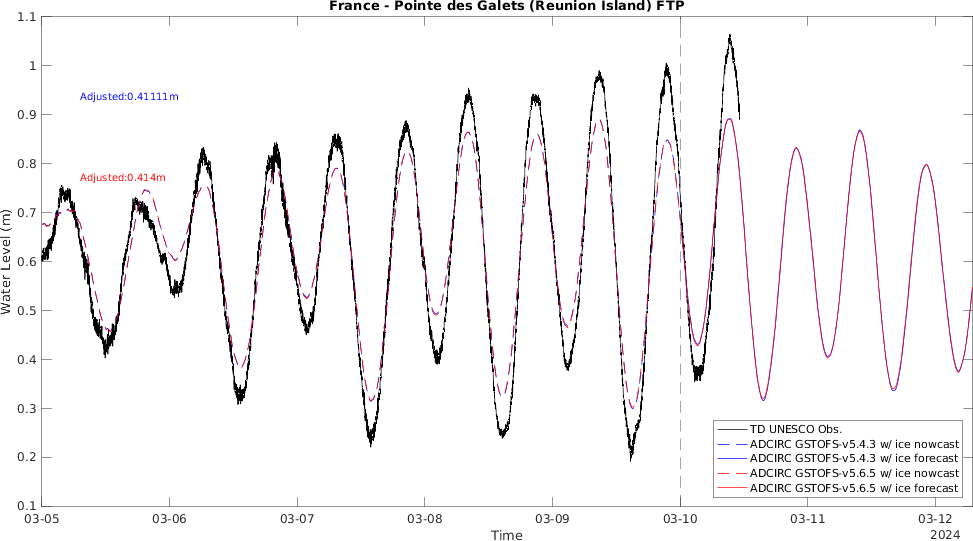 France - Pointe des Galets (Reunion Island) FTP
1.1
1
0.9
0.8
0.7
0.6
0.5
0.4
0.3
0.2
0.1
Water Level (m)
Adjusted:0.41111m
Adjusted:0.414m
TD UNESCO Obs.
ADCIRC GSTOFS-v5.4.3 w/ ice nowcast
ADCIRC GSTOFS-v5.4.3 w/ ice forecast
ADCIRC GSTOFS-v5.6.5 w/ ice nowcast
ADCIRC GSTOFS-v5.6.5 w/ ice forecast
03-05 03-06 03-07 03-08 03-09 03-10 03-11 03-12
Time
2024